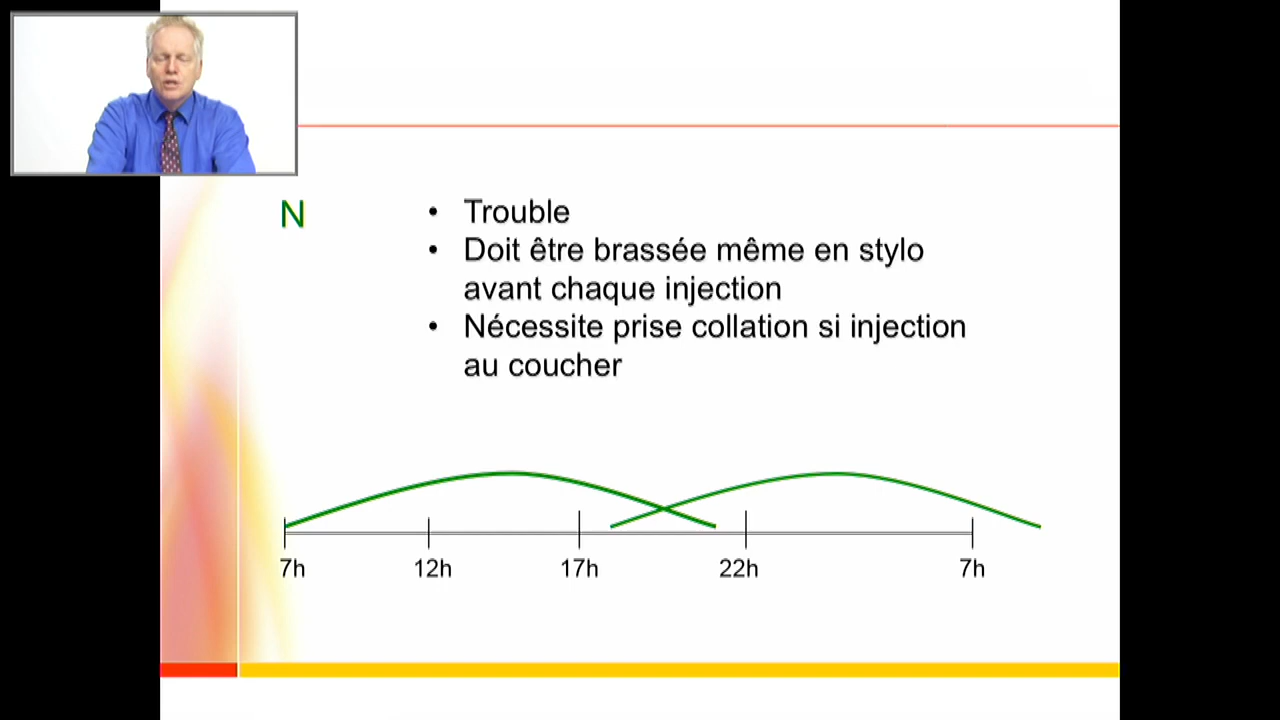 N
• Trouble
• Doit être brassée même en stylo
avant chaque injection
• Nécessite prise collation si injection
au coucher
7h 12h 17h 22h 7h